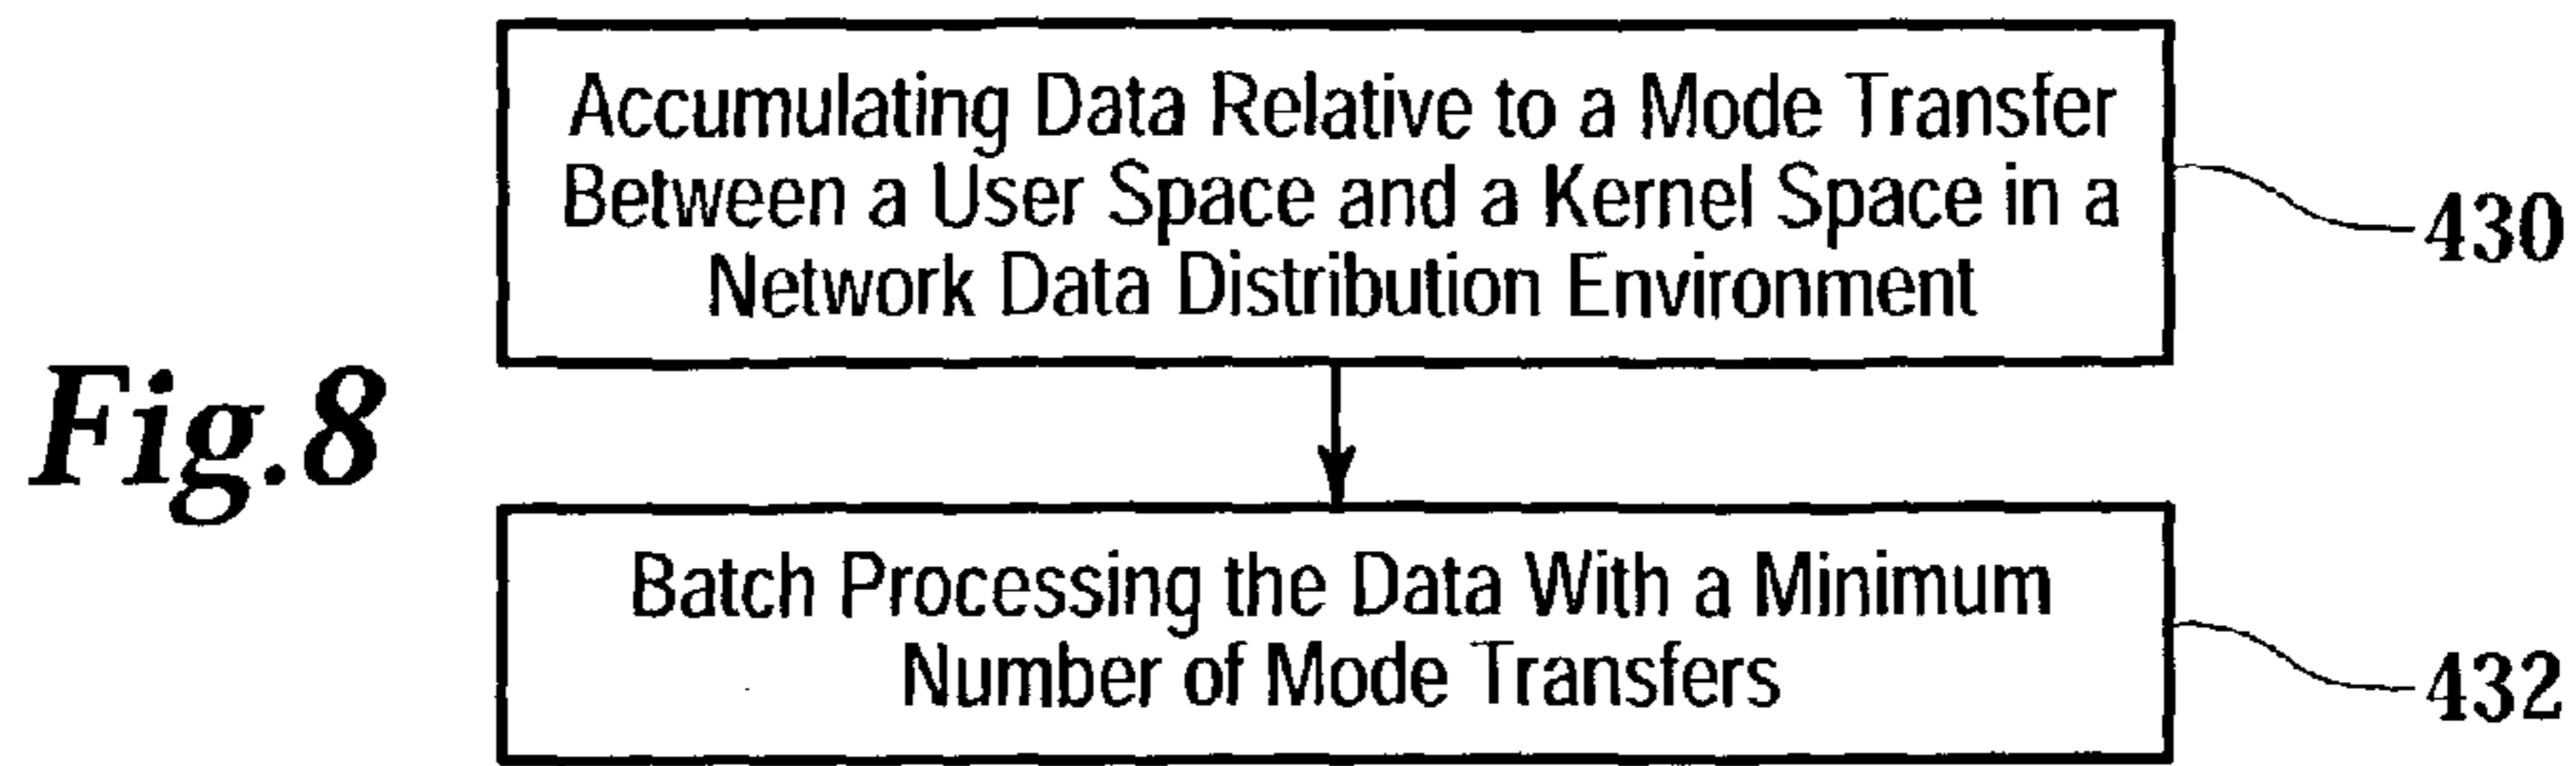 Accumulating Data Relative to a Mode Transfer
Between a User Space and a Kernel Space in a
Network Data Distribution Environment
430
Fig.8
Batch Processing the Data With a Minimum
Number of Mode Transfers
432